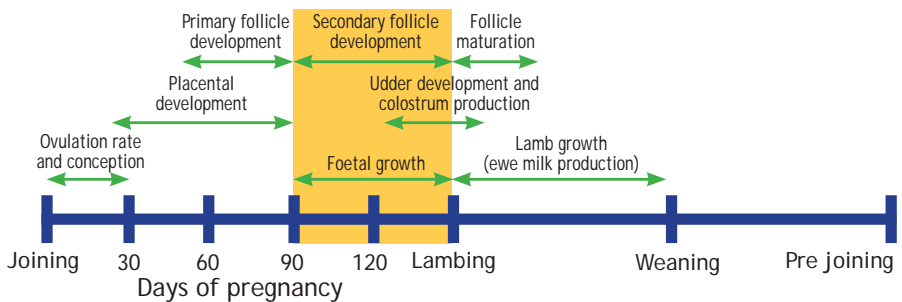 Primary follicle
development
Secondary follicle
development
Follicle
maturation
Placental
development
Udder development and
colostrum production
Ovulation rate
and conception
Foetal growth
Lamb growth
(ewe milk production)
Joining
30
60
90
120
Lambing
Weaning
Pre joining
Days of pregnancy